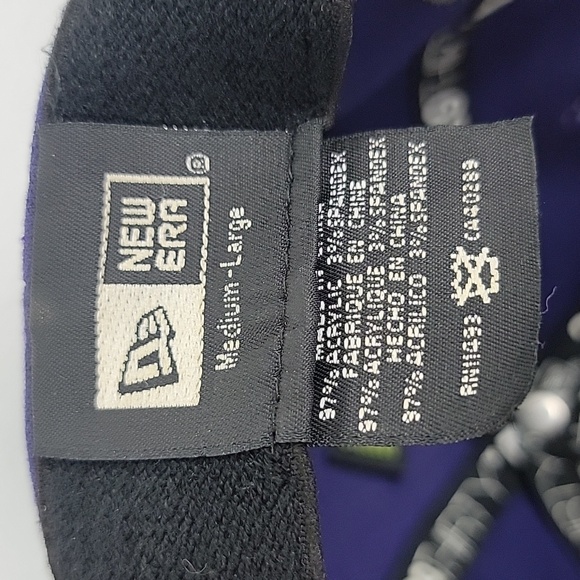 NEW
ERA
®
Medium-Large
97% ACRYLIC 3% SPANDEX
FABRIQUE EN CHINE
97% ACRYLIQUE 3% SPANDEX
HECHO EN CHINA
97% ACRILICO 3% SPANDEX
RN11493 CA40289